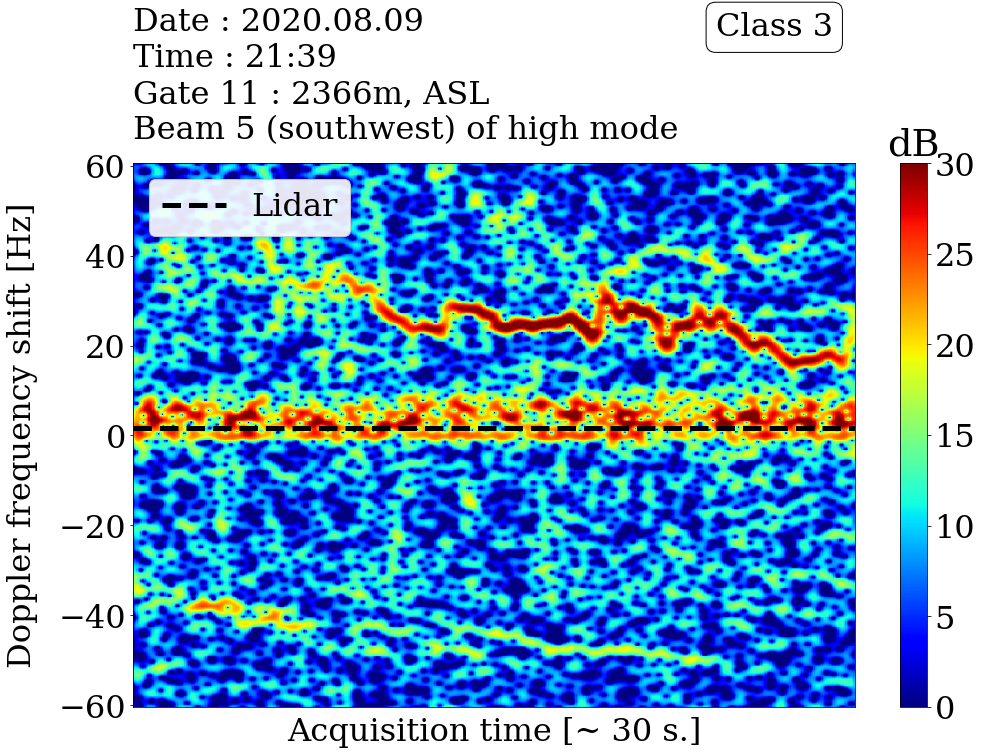 Date : 2020.08.09
Time : 21:39
Gate 11 : 2366m, ASL
Beam 5 (southwest) of high mode
Class 3
dB
Lidar
Doppler frequency shift [Hz]
60
40
20
0
−20
−40
−60
Acquisition time [~ 30 s.]
30
25
20
15
10
5
0